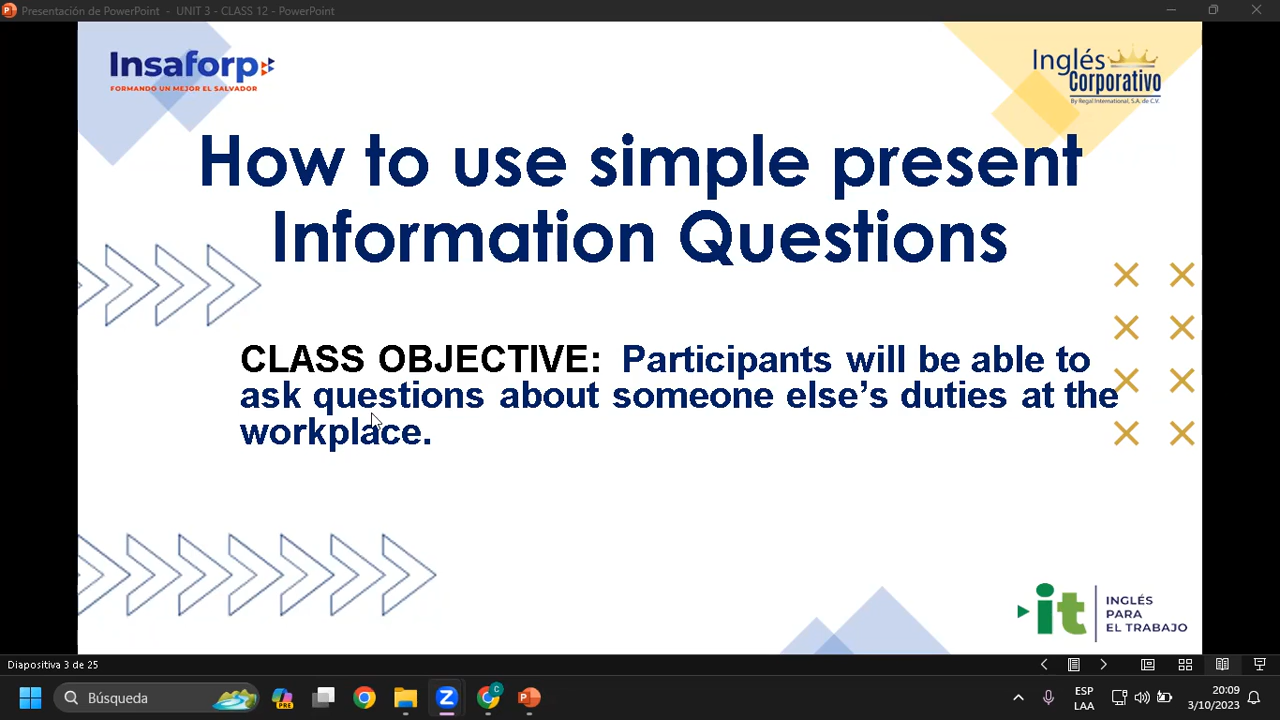 Presentación de PowerPoint - UNIT 3 - CLASS 12 - PowerPoint
Insaforp
FORMANDO UN MEJOR EL SALVADOR
Inglés
Corporativo
By Regal International, S.A. de C.V.
How to use simple present
Information Questions
CLASS OBJECTIVE: Participants will be able to
ask questions about someone else’s duties at the
workplace.
it
INGLÉS
PARA
EL TRABAJO
Diapositiva 3 de 25
Búsqueda
PRE
Z
C
ESP
LAA
20:09
3/10/2023